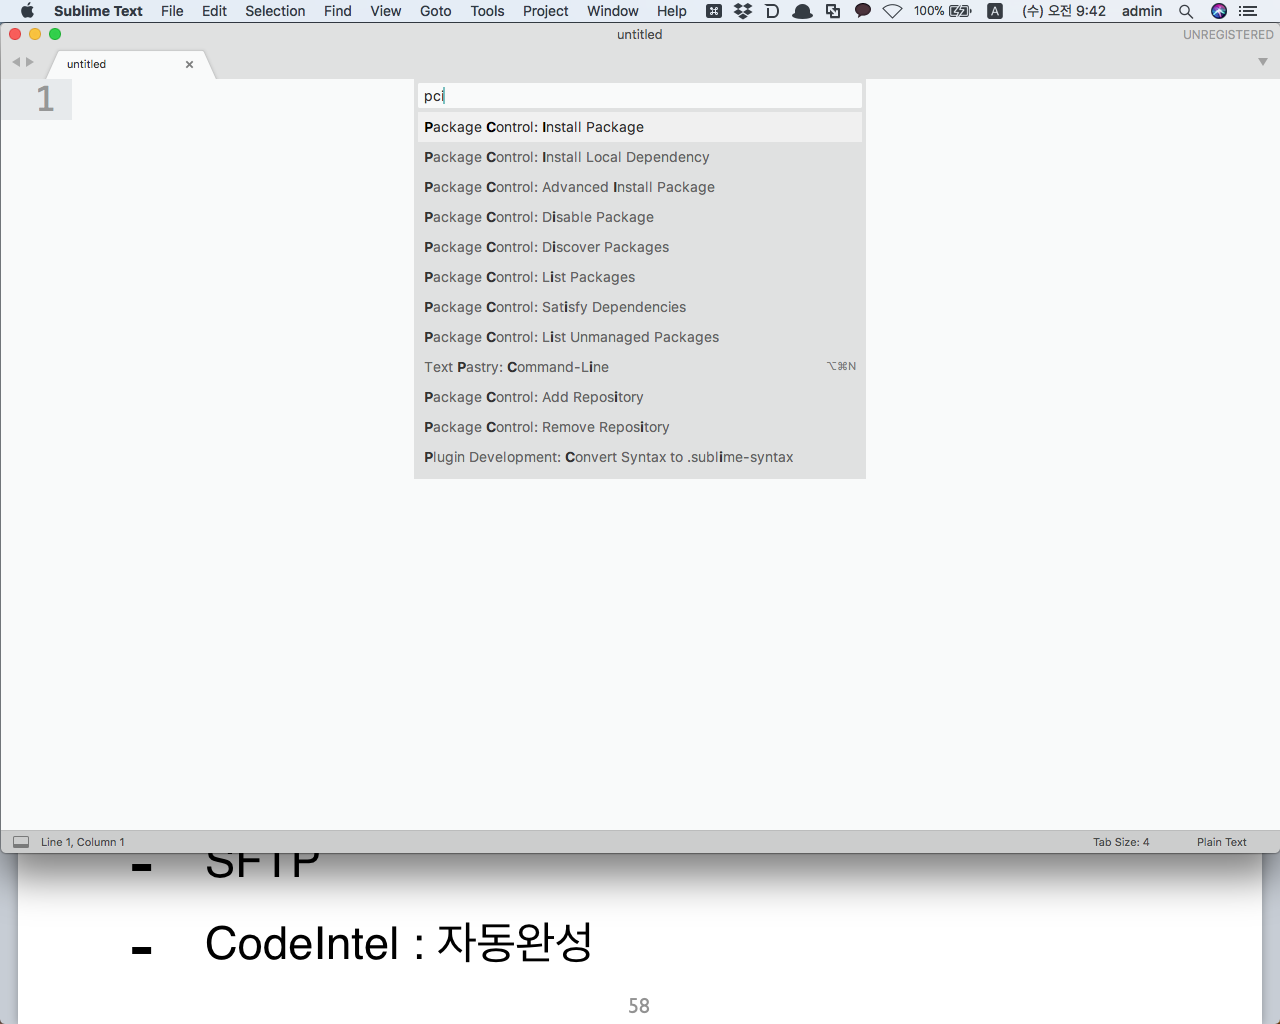 Sublime Text File Edit Selection Find View Goto Tools Project Window Help 100% A (수) 오전 9:42 admin
untitled UNREGISTERED
untitled
1
pci
Package Control: Install Package
Package Control: Install Local Dependency
Package Control: Advanced Install Package
Package Control: Disable Package
Package Control: Discover Packages
Package Control: List Packages
Package Control: Satisfy Dependencies
Package Control: List Unmanaged Packages
Text Pastry: Command-Line ⌥⌘N
Package Control: Add Repository
Package Control: Remove Repository
Plugin Development: Convert Syntax to .sublime-syntax
Line 1, Column 1 Tab Size: 4 Plain Text
- SFTP
- CodeIntel : 자동완성
58